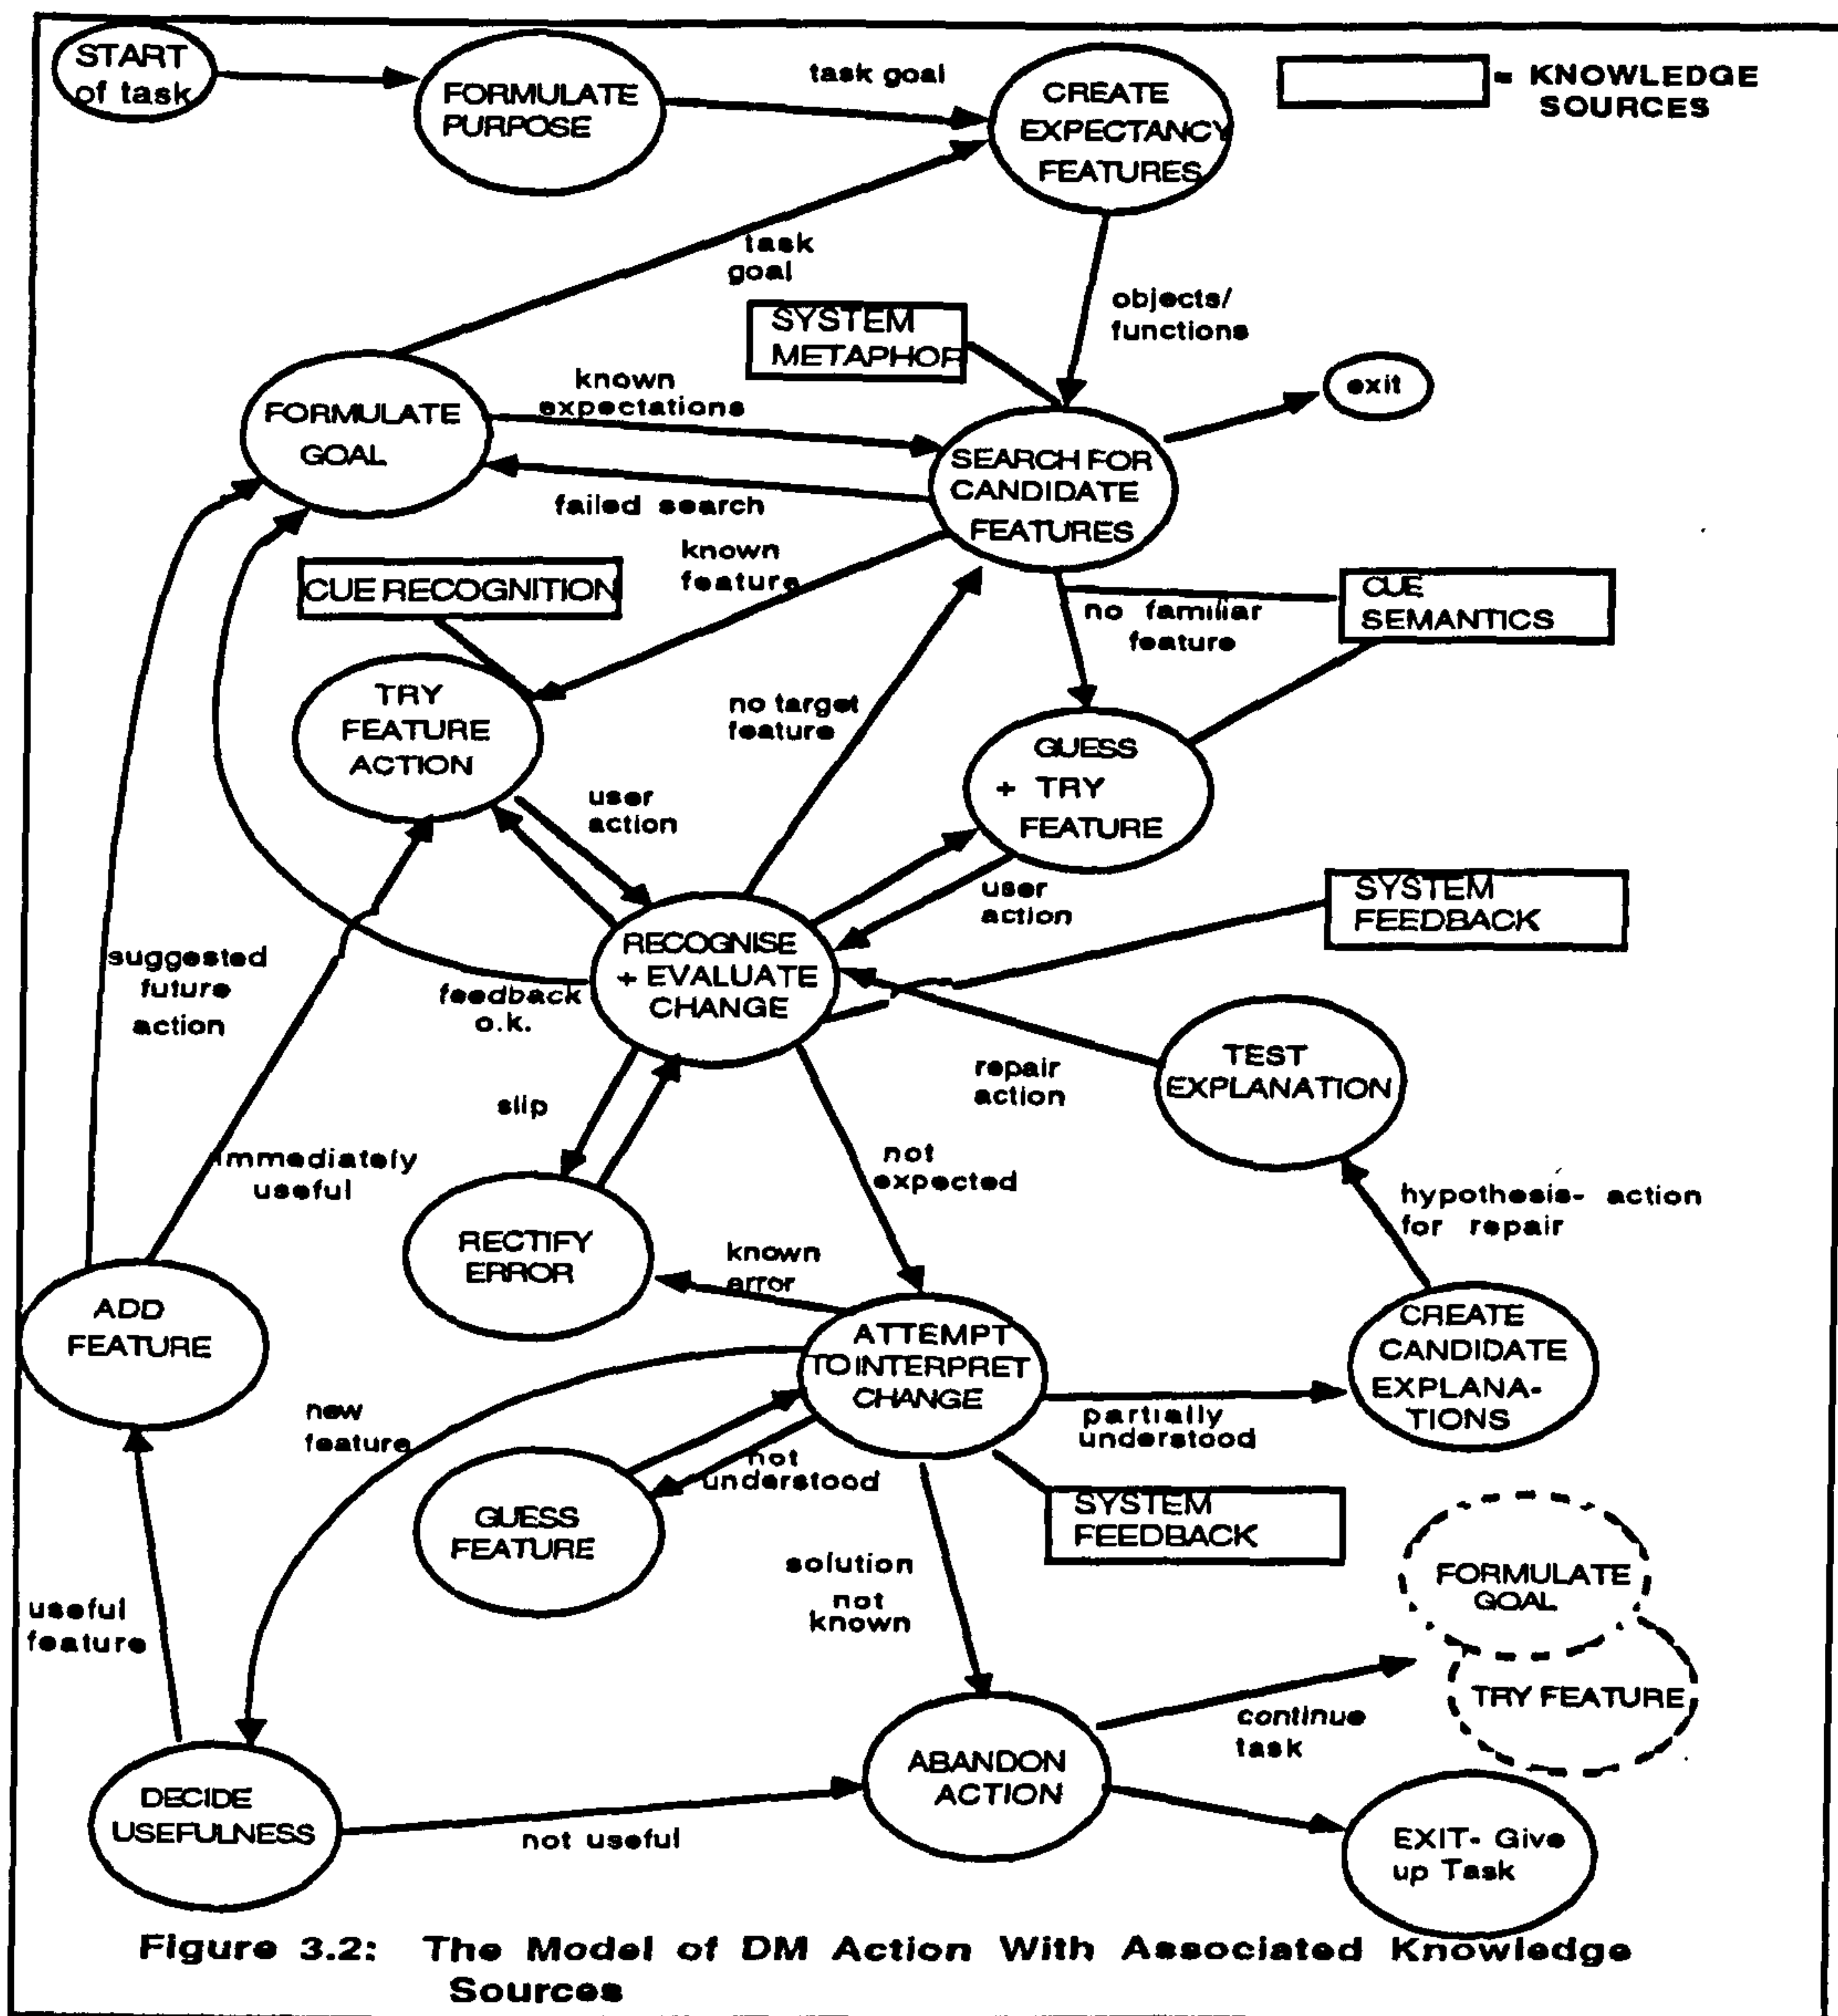 START
of task
FORMULATE
PURPOSE
task goal
CREATE
EXPECTANCY
FEATURES
= KNOWLEDGE
SOURCES
task
goal
objects/
functions
SYSTEM
METAPHOR
exit
FORMULATE
GOAL
known
expectations
failed search
SEARCH FOR
CANDIDATE
FEATURES
known
feature
CUE RECOGNITION
no familiar
feature
CUE
SEMANTICS
TRY
FEATURE
ACTION
no target
feature
GUESS
+ TRY
FEATURE
user
action
user
action
SYSTEM
FEEDBACK
RECOGNISE
+ EVALUATE
CHANGE
suggested
future
action
feedback
o.k.
TEST
EXPLANATION
repair
action
slip
not
expected
immediately
useful
hypothesis- action
for repair
RECTIFY
ERROR
known
error
ADD
FEATURE
ATTEMPT
TO INTERPRET
CHANGE
CREATE
CANDIDATE
EXPLANA-
TIONS
new
feature
partially
understood
not
understood
GUESS
FEATURE
SYSTEM
FEEDBACK
solution
not
known
FORMULATE
GOAL
TRY FEATURE
useful
feature
continue
task
ABANDON
ACTION
DECIDE
USEFULNESS
not useful
EXIT- Give
up Task
Figure 3.2: The Model of DM Action With Associated Knowledge
Sources